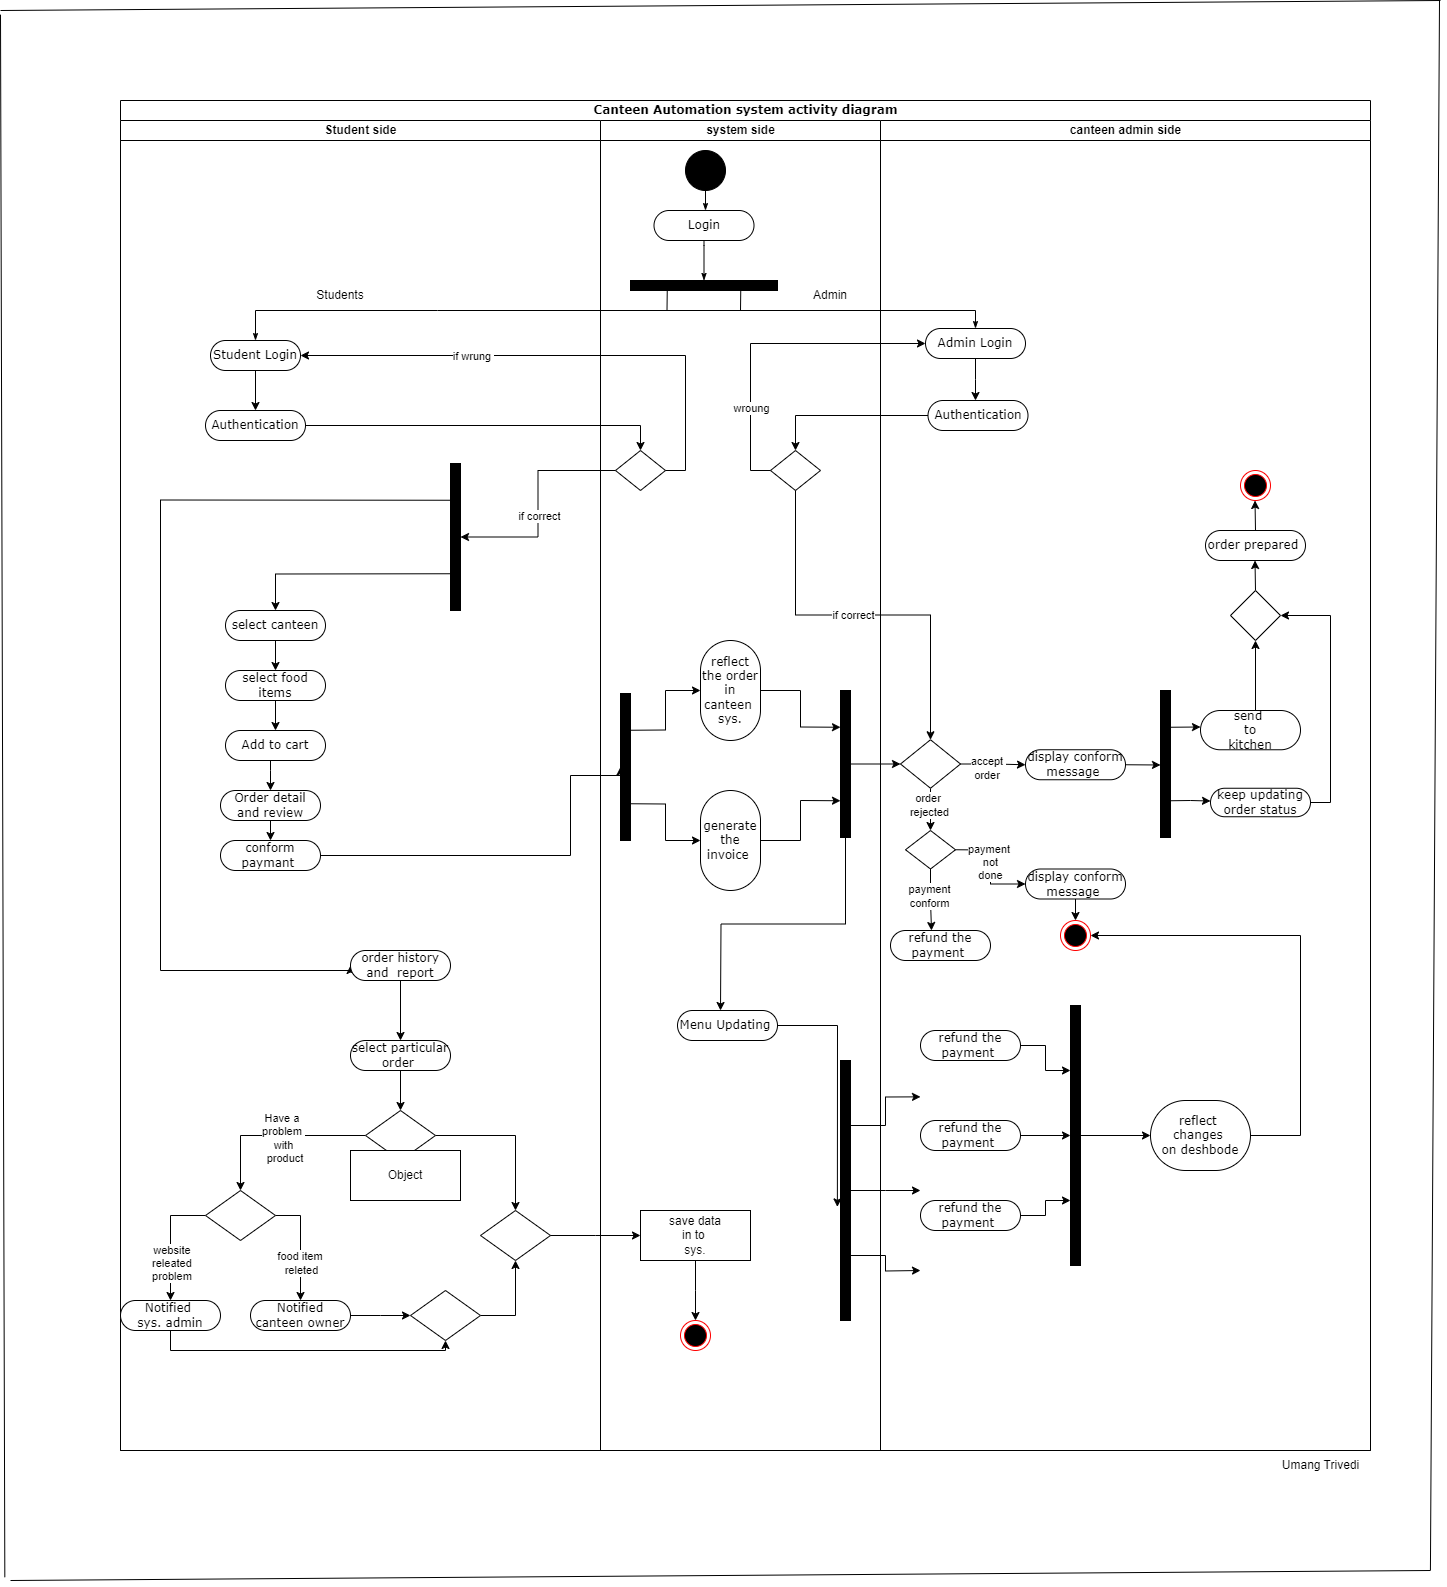 Canteen Automation system activity diagram
Student side
system side
canteen admin side
Login
Students
Admin
Student Login
if wrung
Admin Login
wroung
Authentication
Authentication
if correct
order prepared
select canteen
if correct
select food
items
reflect
the order
in
canteen
sys.
Add to cart
send
to
kitchen
accept
order
display conform
message
Order detail
and review
order
rejected
keep updating
order status
conform
paymant
generate
the
invoice
payment
not
done
display conform
message
payment
conform
refund the
payment
order history
and  report
Menu Updating
select particular
order
refund the
payment
Have a
problem
with
product
refund the
payment
reflect
changes
on deshbode
Object
save data
in to
sys.
refund the
payment
website
releated
problem
food item
releted
Notified
sys. admin
Notified
canteen owner
Umang Trivedi